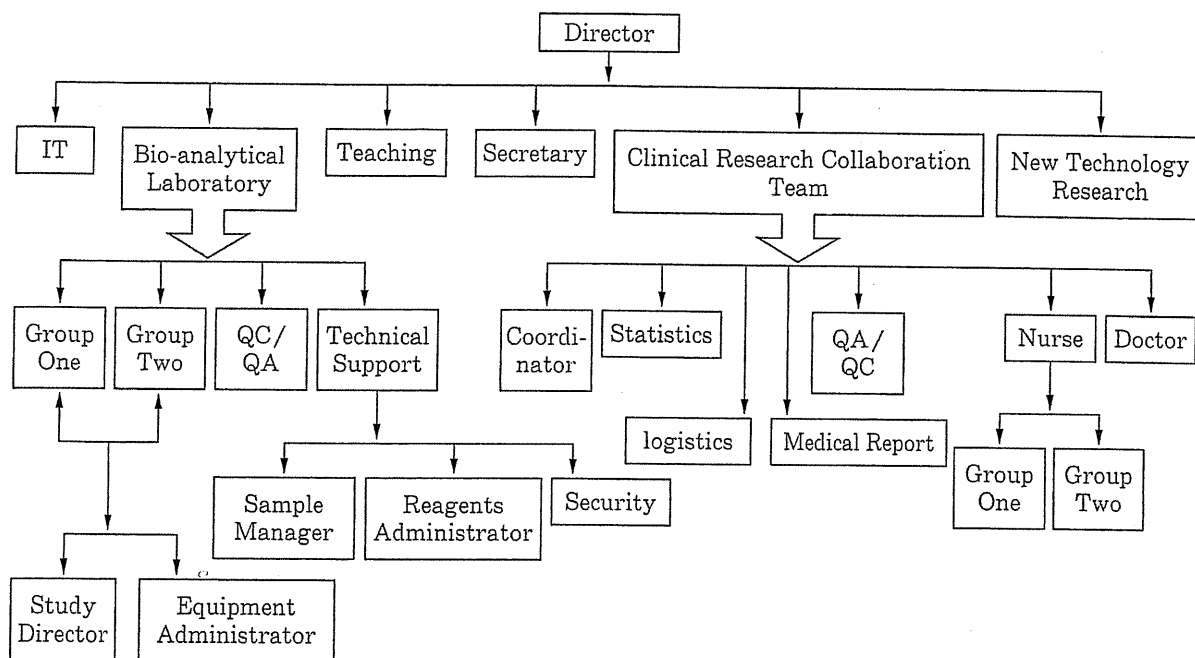 Director
IT
Bio-analytical
Laboratory
Teaching
Secretary
Clinical Research Collaboration
Team
New Technology
Research
Group
One
Group
Two
QC/
QA
Technical
Support
Coordi-
nator
Statistics
logistics
Medical Report
QA/
QC
Nurse
Doctor
Group
One
Group
Two
Sample
Manager
Reagents
Administrator
Security
Study
Director
Equipment
Administrator